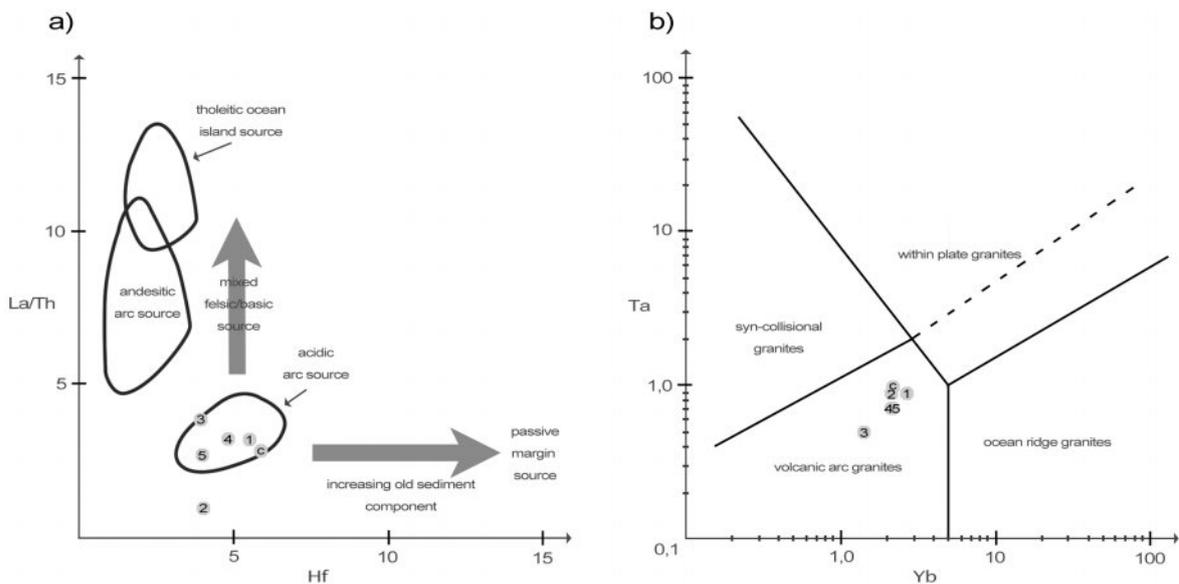 a)
15
tholeitic ocean
island source
10
La/Th
andesitic
arc source
mixed
felsic/basic
source
acidic
arc source
5
3
4
1
5
c
2
passive
margin
source
increasing old sediment
component
5
10
15
Hf
b)
100
10
within plate granites
Ta
syn-collisional
granites
1,0
c
2
1
45
3
ocean ridge granites
volcanic arc granites
0,1
1,0
10
100
Yb